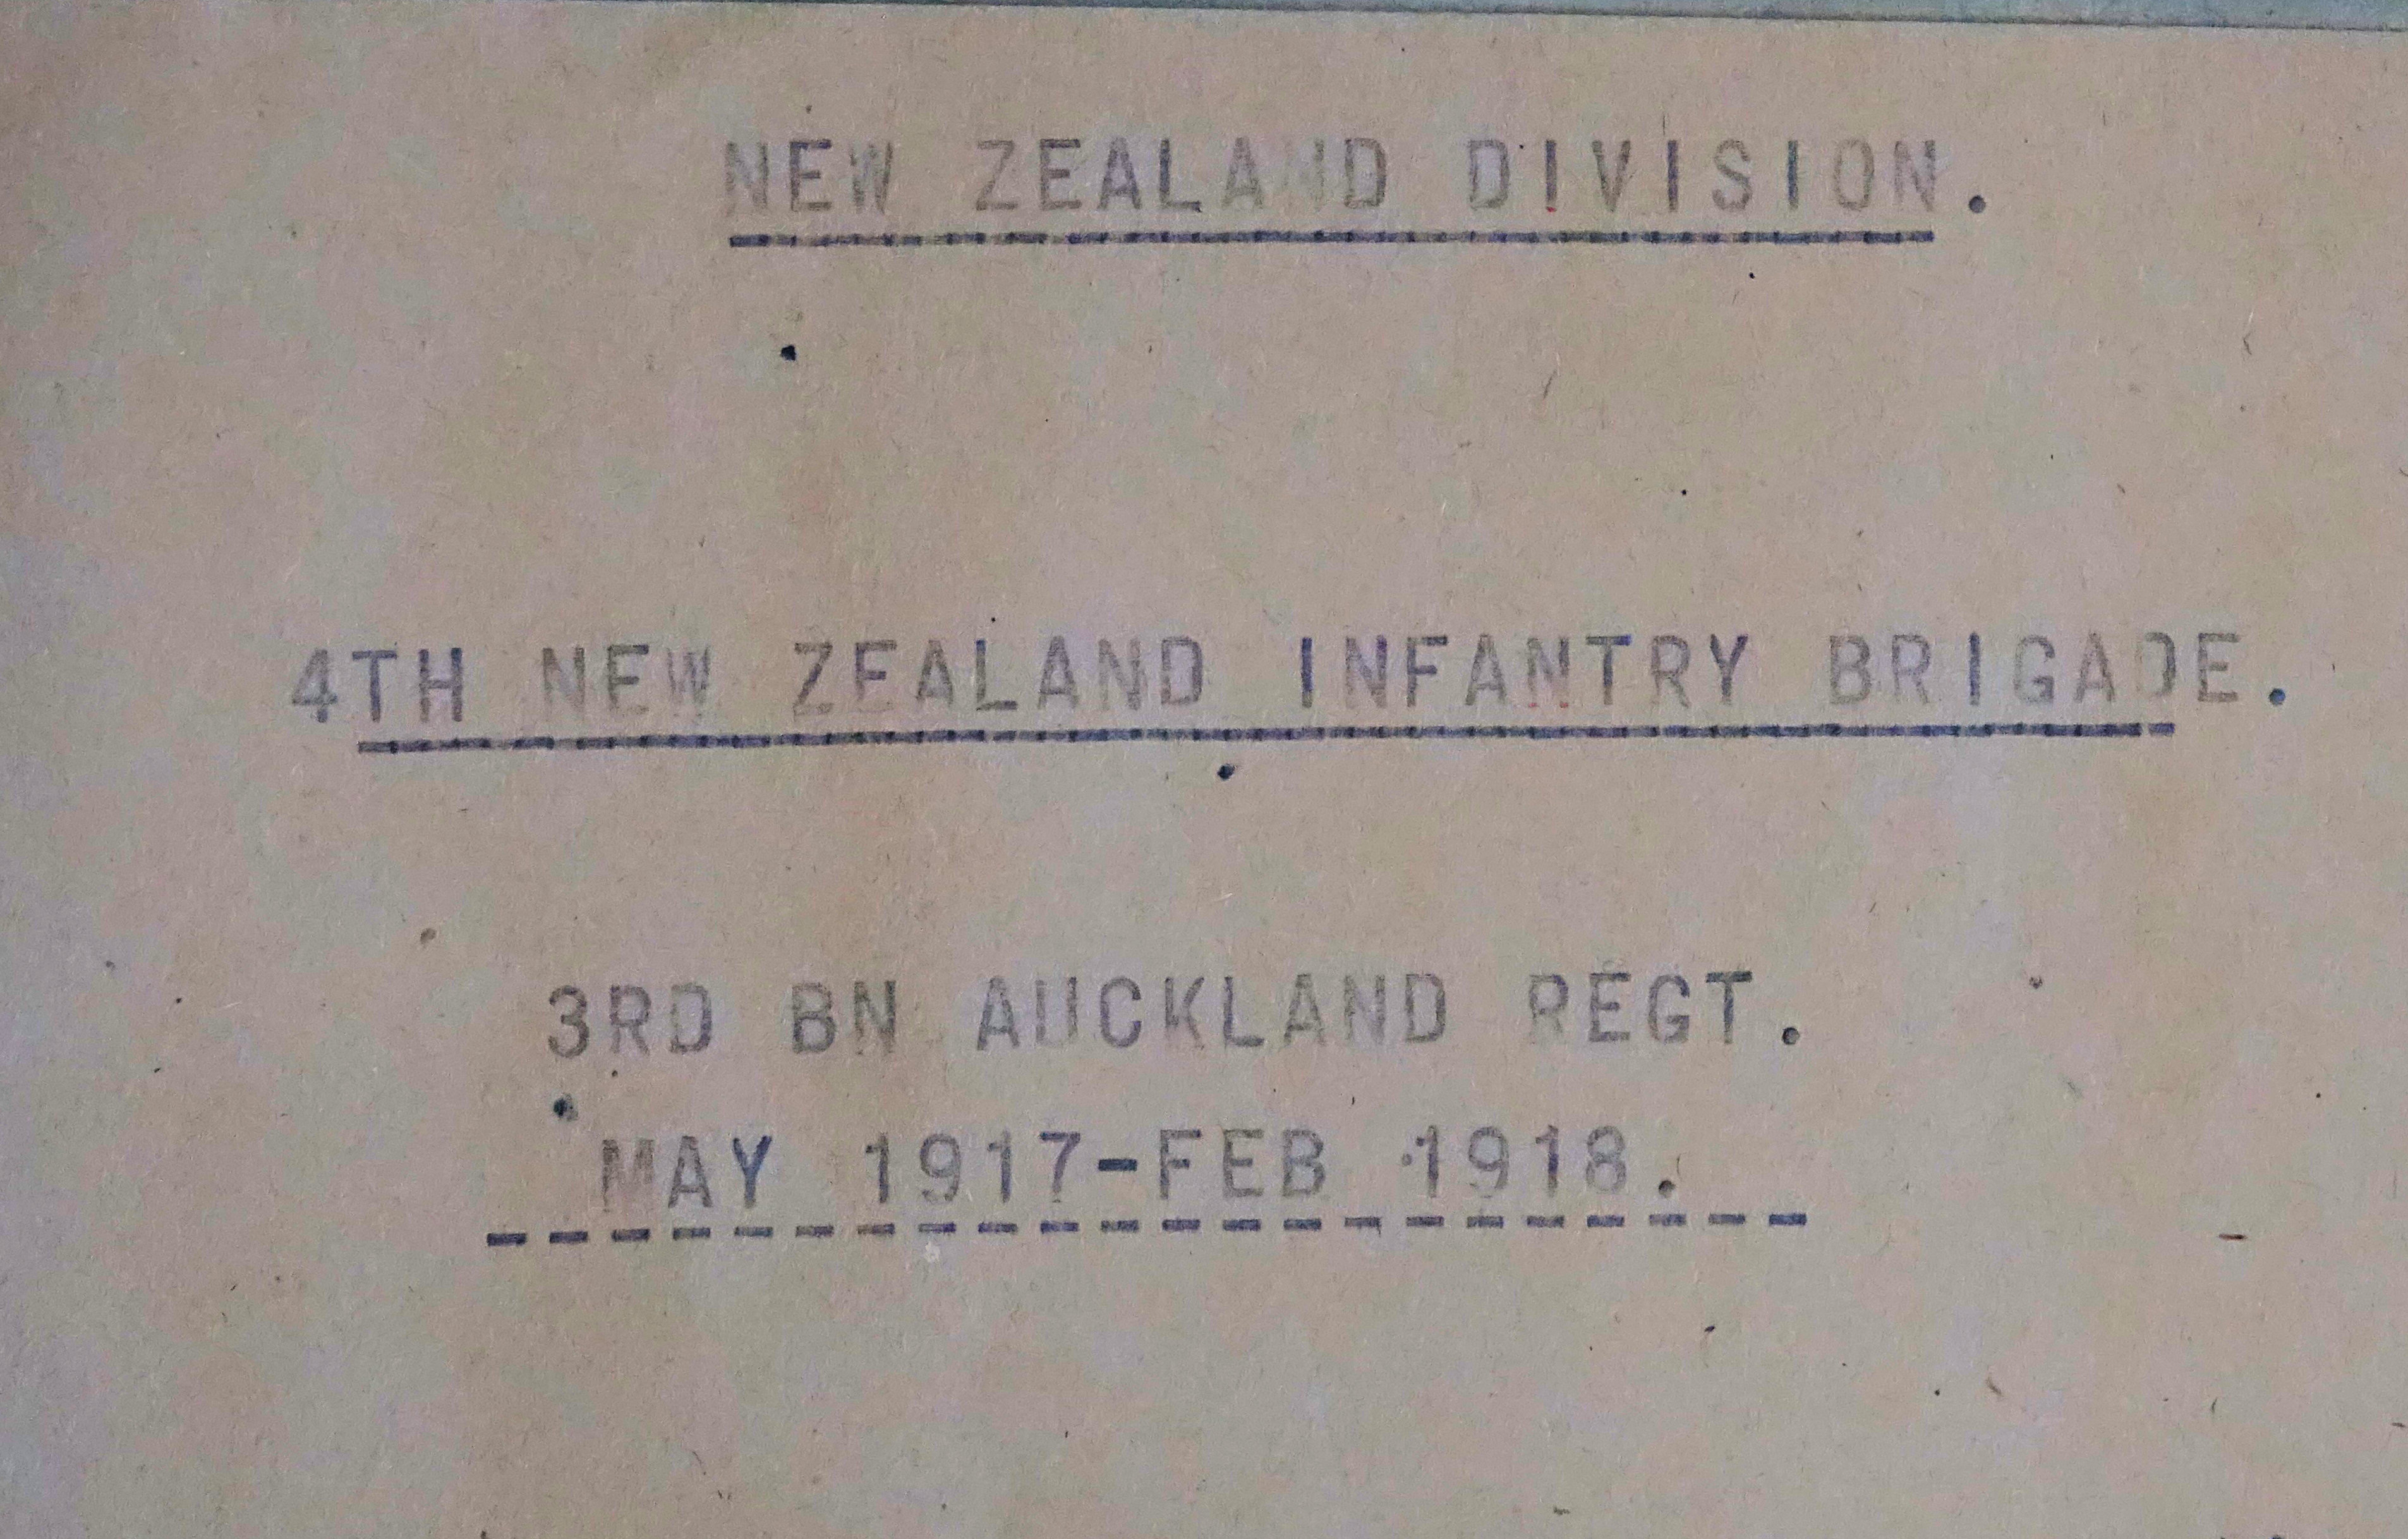 NEW ZEALAND DIVISION.
4TH NEW ZEALAND INFANTRY BRIGADE.
3RD BN AUCKLAND REGT.
MAY 1917-FEB 1918.